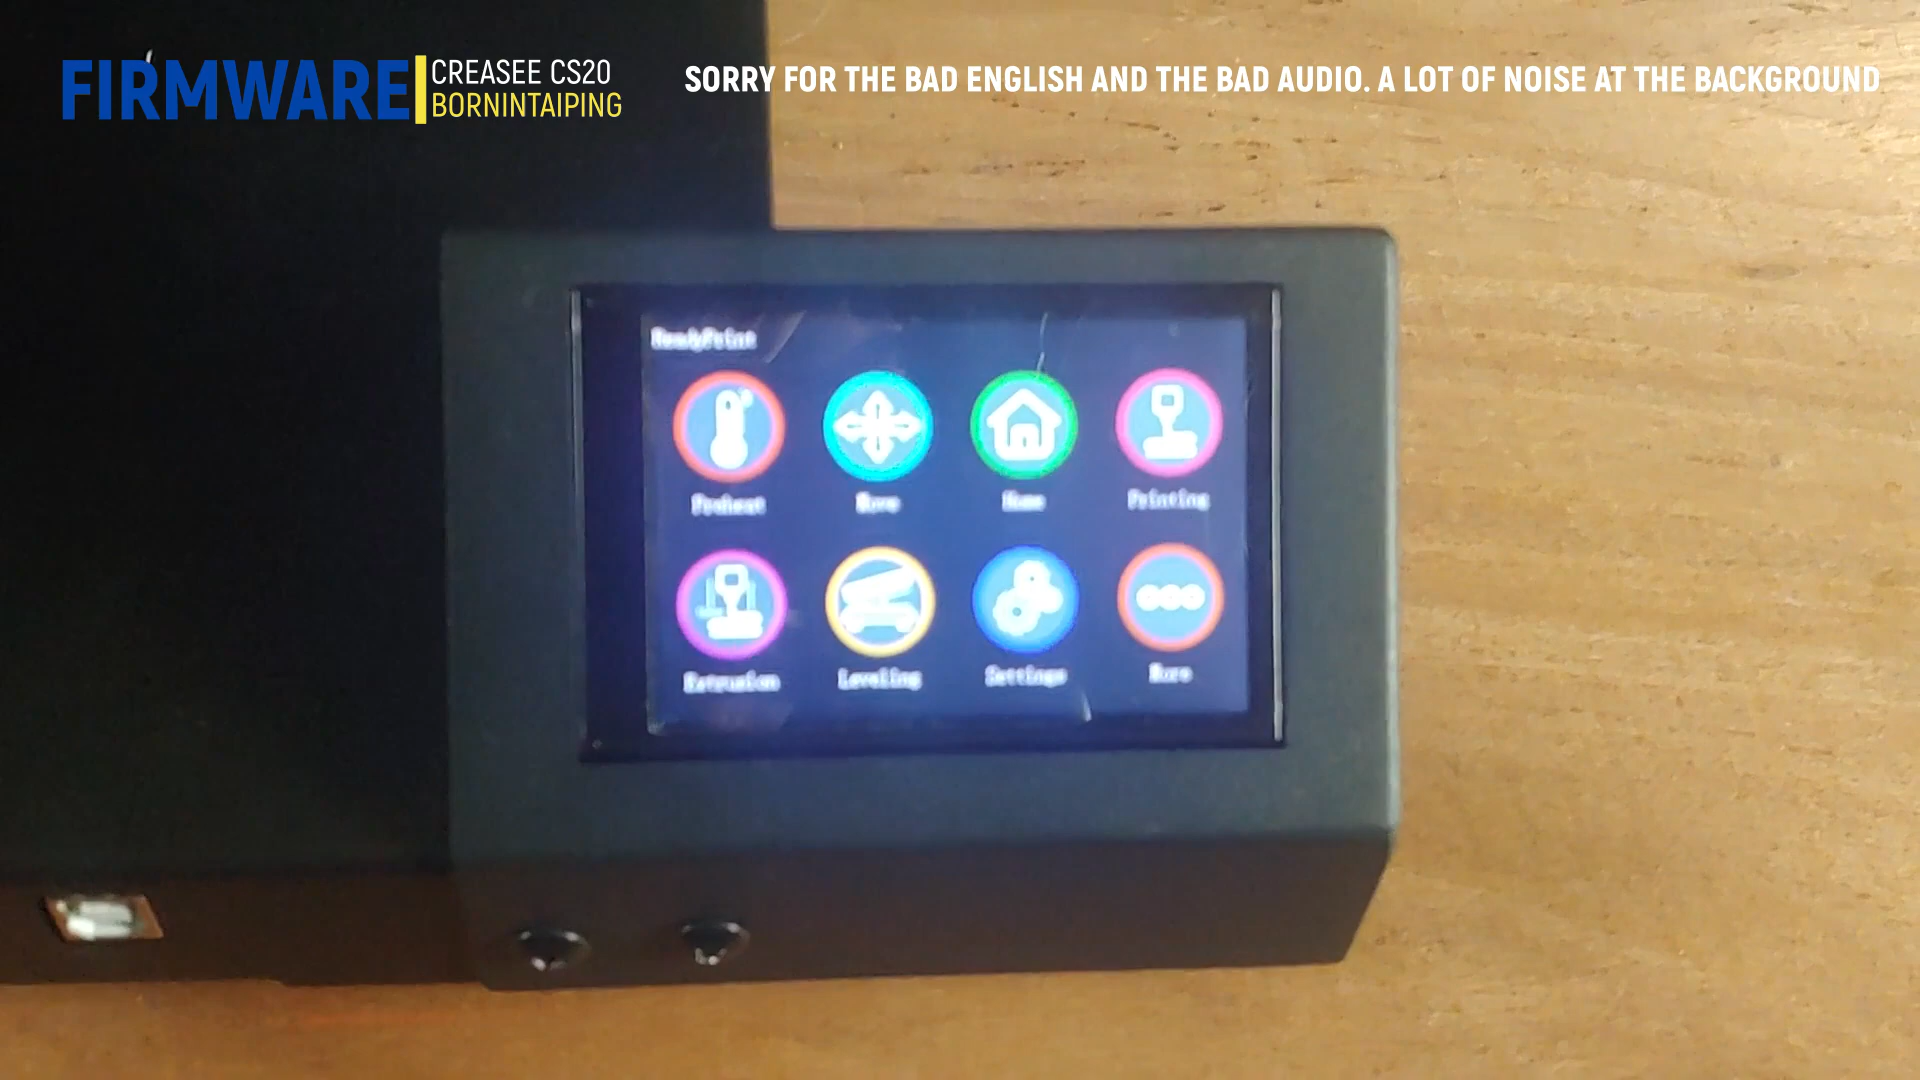 FIRMWARE
CREASEE CS20
BORNINTAIPING
SORRY FOR THE BAD ENGLISH AND THE BAD AUDIO. A LOT OF NOISE AT THE BACKGROUND
ReadyPrint
Preheat Move Home Printing
Extrusion Leveling Settings More